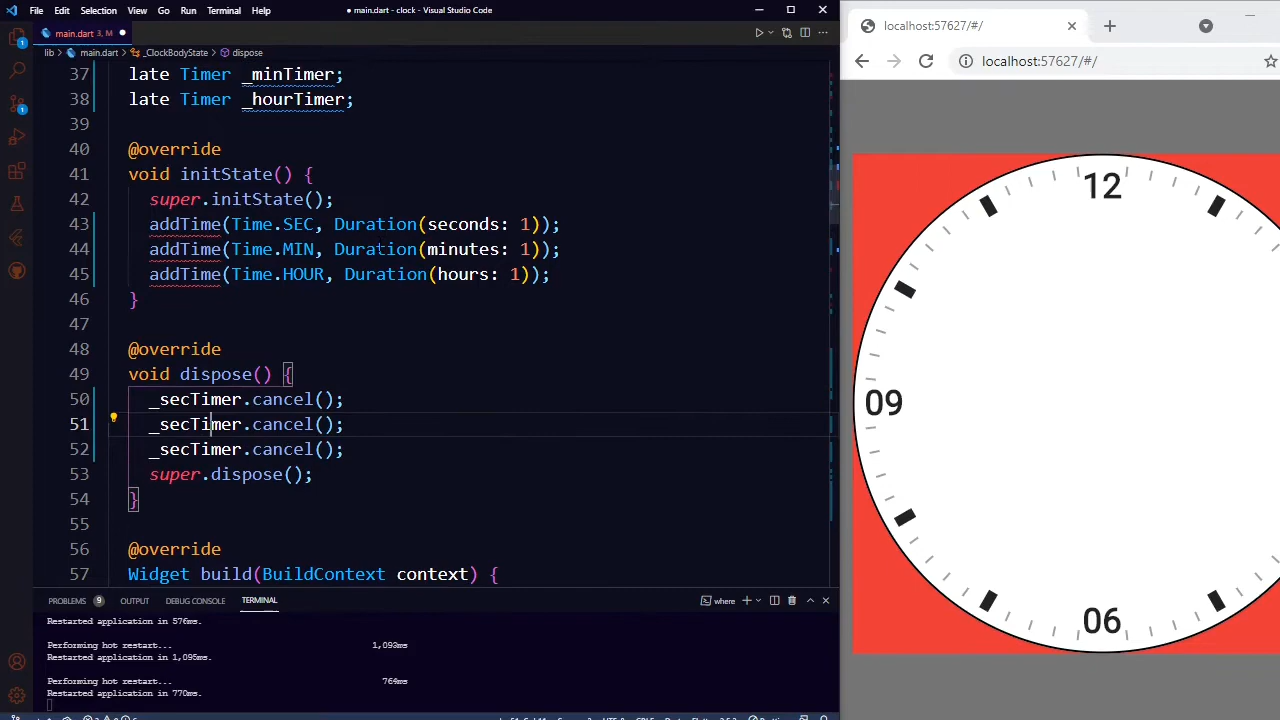 File Edit Selection View Go Run Terminal Help
main.dart - clock - Visual Studio Code
main.dart 3, M
lib > main.dart > _ClockBodyState > dispose
37 late Timer _minTimer;
38 late Timer _hourTimer;
39
40 @override
41 void initState() {
42 super.initState();
43 addTime(Time.SEC, Duration(seconds: 1));
44 addTime(Time.MIN, Duration(minutes: 1));
45 addTime(Time.HOUR, Duration(hours: 1));
46 }
47
48 @override
49 void dispose() {
50 _secTimer.cancel();
51 _secTimer.cancel();
52 _secTimer.cancel();
53 super.dispose();
54 }
55
56 @override
57 Widget build(BuildContext context) {
PROBLEMS 9 OUTPUT DEBUG CONSOLE TERMINAL
where
Restarted application in 576ms.
Performing hot restart... 1,093ms
Restarted application in 1,095ms.
Performing hot restart... 764ms
Restarted application in 770ms.
localhost:57627/#/
localhost:57627/#/
12
09
06